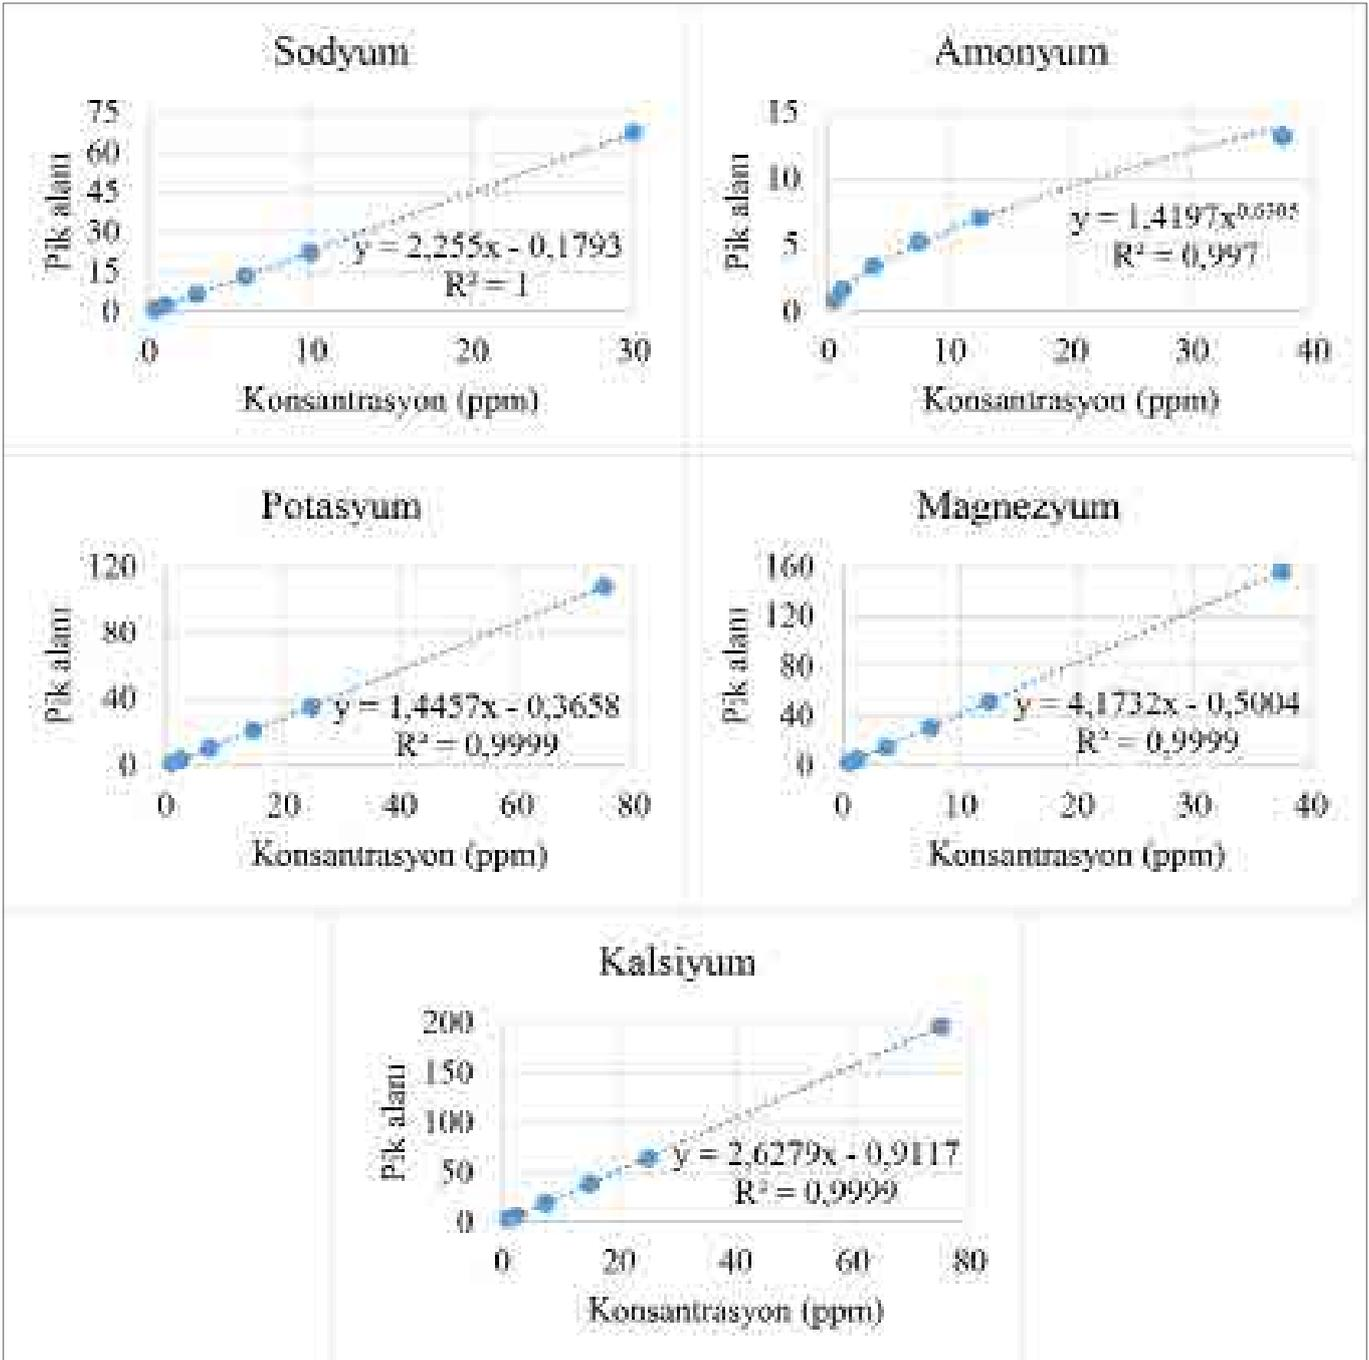 Sodyum
75
60
45
30
15
0
Pik alanı
y = 2,255x - 0,1793
R² = 1
0 10 20 30
Konsantrasyon (ppm)
Amonyum
15
10
5
0
Pik alanı
y = 1,4197x
R² = 0,997
0 10 20 30 40
Konsantrasyon (ppm)
Potasyum
120
80
40
0
Pik alanı
y = 1,4457x - 0,3658
R² = 0,9999
0 20 40 60 80
Konsantrasyon (ppm)
Magnezyum
160
120
80
40
0
Pik alanı
y = 4,1732x - 0,5004
R² = 0,9999
0 10 20 30 40
Konsantrasyon (ppm)
Kalsiyum
200
150
100
50
0
Pik alanı
y = 2,6279x - 0,9117
R² = 0,9999
0 20 40 60 80
Konsantrasyon (ppm)